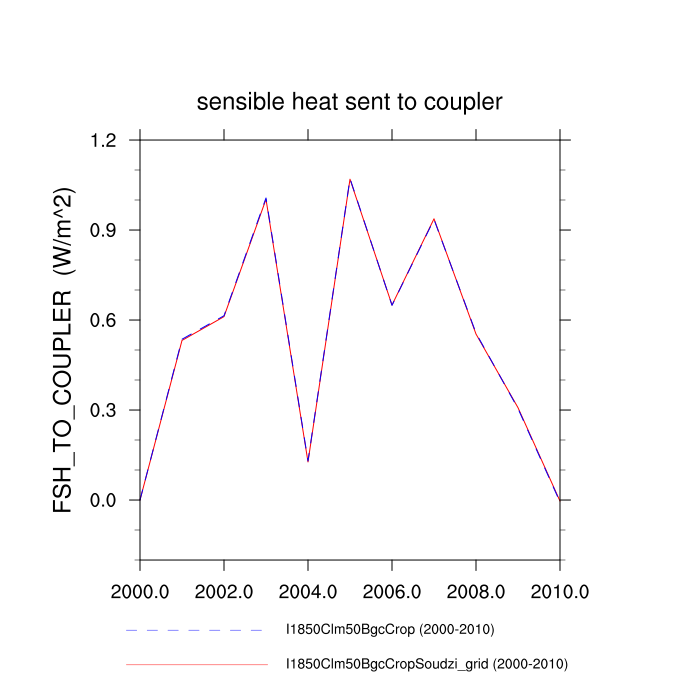 sensible heat sent to coupler
FSH_TO_COUPLER (W/m^2)
1.2
0.9
0.6
0.3
0.0
2000.0 2002.0 2004.0 2006.0 2008.0 2010.0
I1850Clm50BgcCrop (2000-2010)
I1850Clm50BgcCropSoudzi_grid (2000-2010)